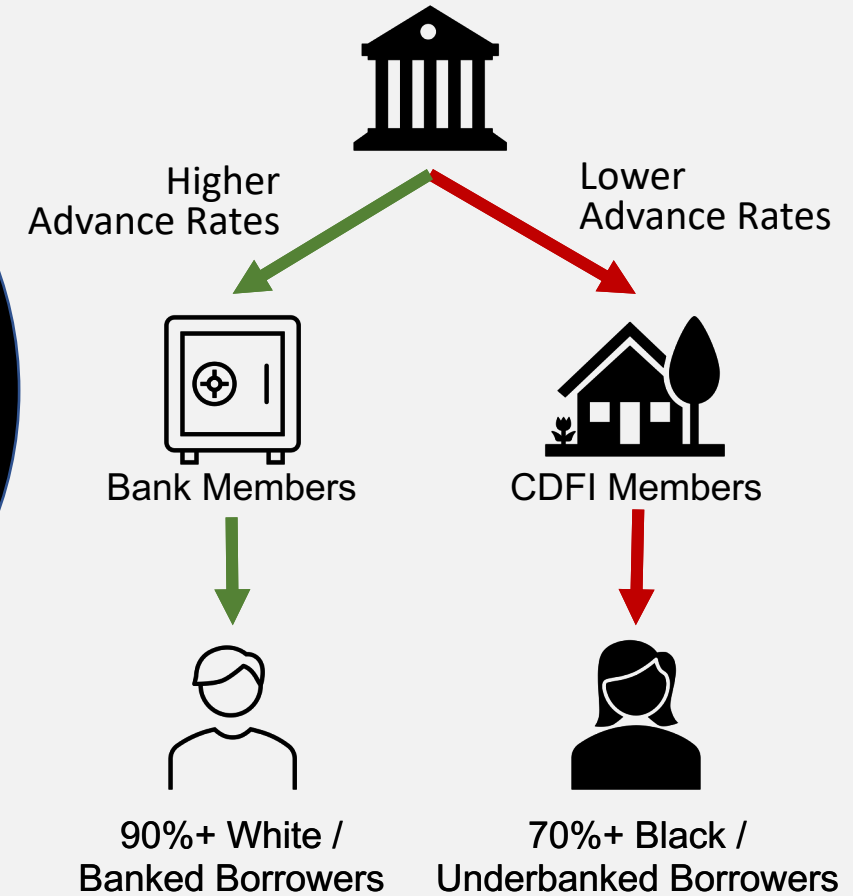 Higher
Advance Rates
Lower
Advance Rates
Bank Members
CDFI Members
90%+ White /
Banked Borrowers
70%+ Black /
Underbanked Borrowers